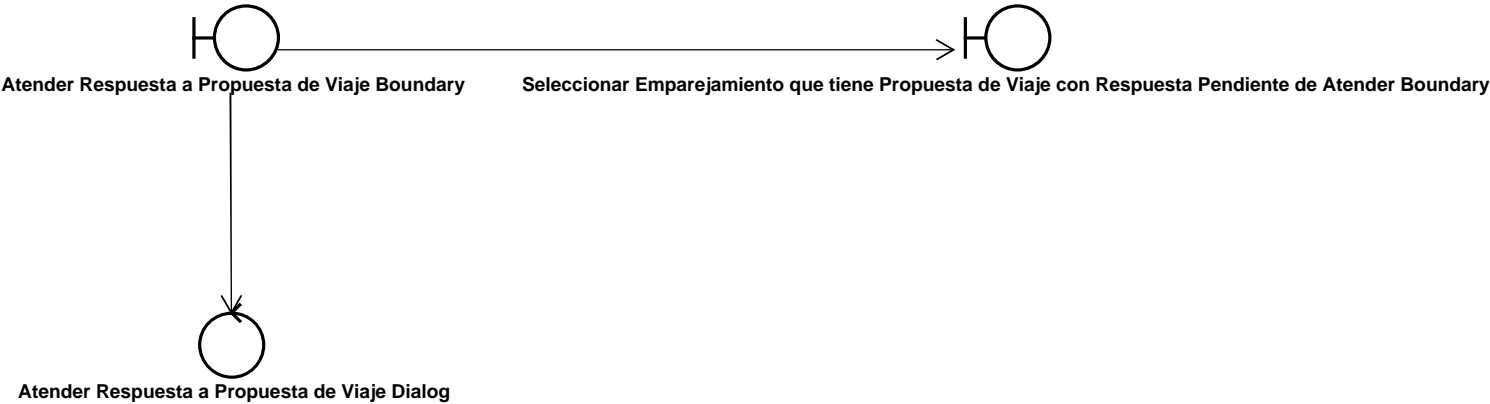 Atender Respuesta a Propuesta de Viaje Boundary
Seleccionar Emparejamiento que tiene Propuesta de Viaje con Respuesta Pendiente de Atender Boundary
Atender Respuesta a Propuesta de Viaje Dialog